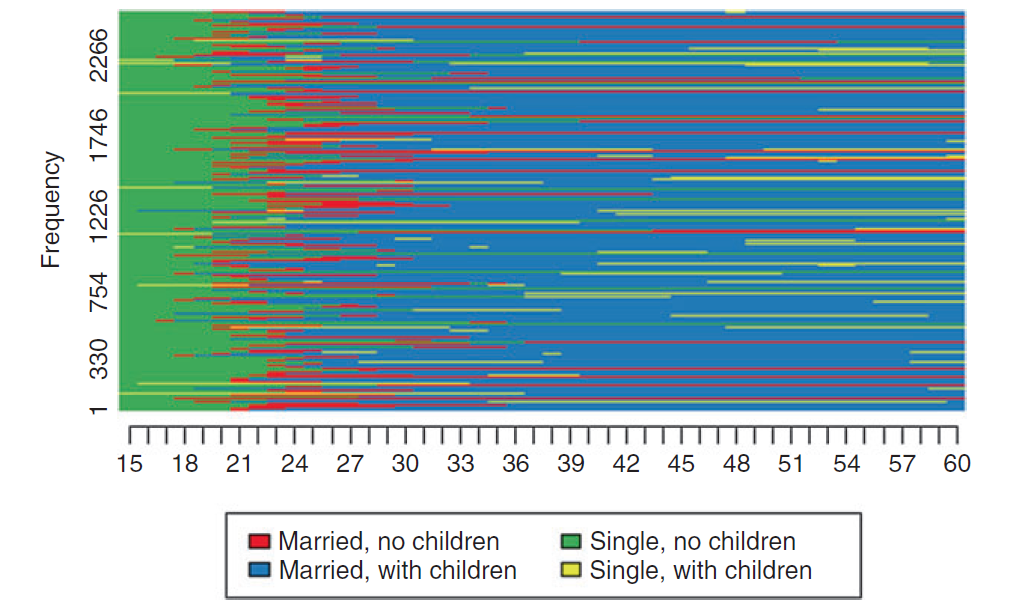 Frequency
2266
1746
1226
754
330
1
15 18 21 24 27 30 33 36 39 42 45 48 51 54 57 60
Married, no children Single, no children
Married, with children Single, with children